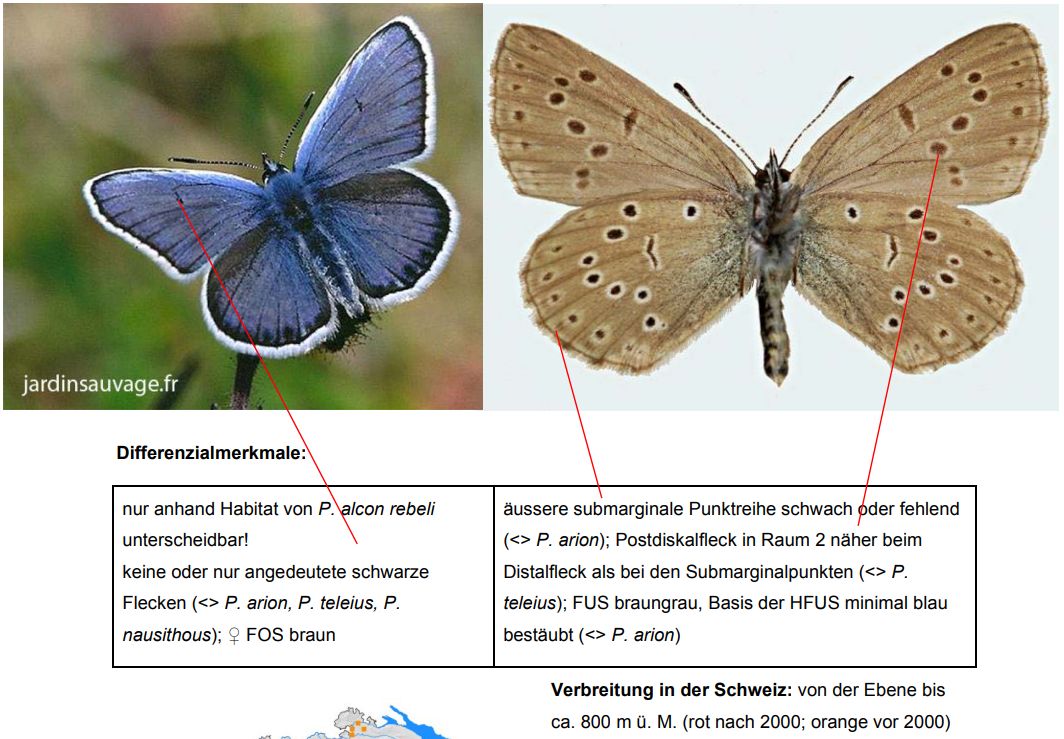 jardinsauvage.fr
Differenzialmerkmale:
nur anhand Habitat von P. alcon rebeli
unterscheidbar!
keine oder nur angedeutete schwarze
Flecken (<> P. arion, P. teleius, P.
nausithous); ♀ FOS braun
äussere submarginale Punktreihe schwach oder fehlend
(<> P. arion); Postdiskalfleck in Raum 2 näher beim
Distalfleck als bei den Submarginalpunkten (<> P.
teleius); FUS braungrau, Basis der HFUS minimal blau
bestäubt (<> P. arion)
Verbreitung in der Schweiz: von der Ebene bis
ca. 800 m ü. M. (rot nach 2000; orange vor 2000)